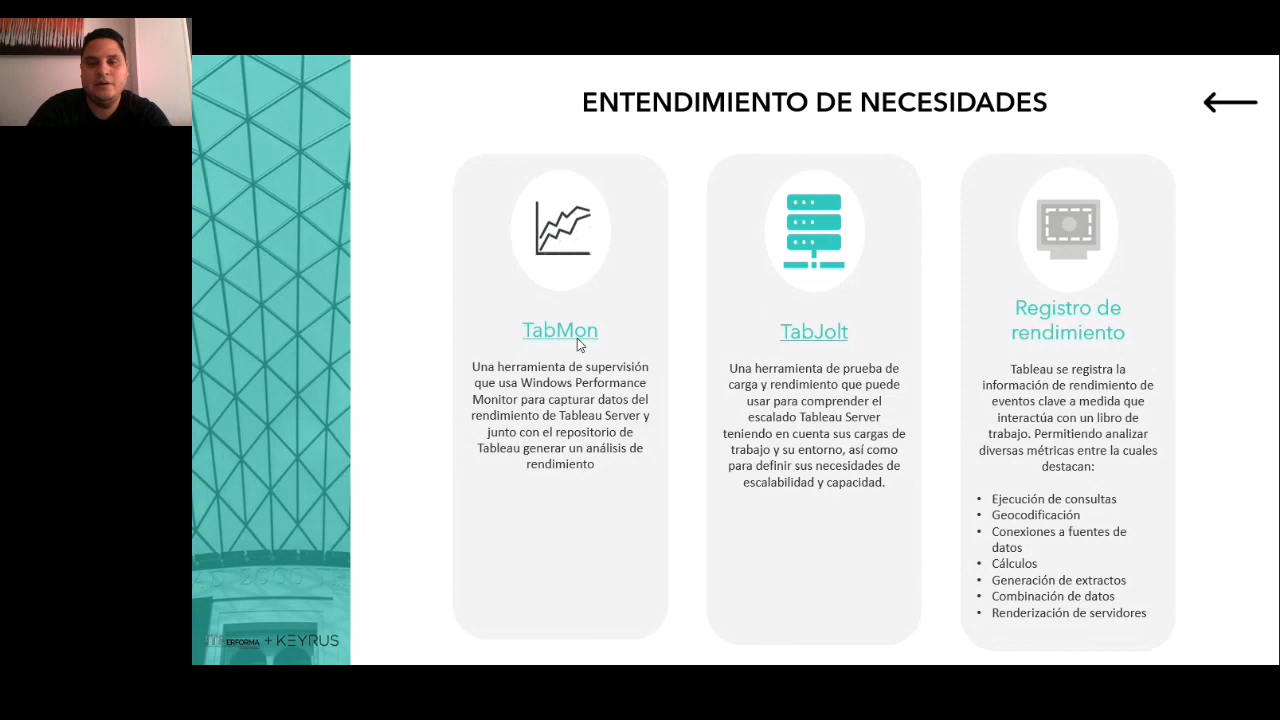 ENTENDIMIENTO DE NECESIDADES
TabMon
Una herramienta de supervisión
que usa Windows Performance
Monitor para capturar datos del
rendimiento de Tableau Server y
junto con el repositorio de
Tableau generar un análisis de
rendimiento
TabJolt
Una herramienta de prueba de
carga y rendimiento que puede
usar para comprender el
escalado Tableau Server
teniendo en cuenta sus cargas de
trabajo y su entorno, así como
para definir sus necesidades de
escalabilidad y capacidad.
Registro de
rendimiento
Tableau se registra la
información de rendimiento de
eventos clave a medida que
interactúa con un libro de
trabajo. Permitiendo analizar
diversas métricas entre la cuales
destacan:
• Ejecución de consultas
• Geocodificación
• Conexiones a fuentes de
datos
• Cálculos
• Generación de extractos
• Combinación de datos
• Renderización de servidores
ERFORMA + KEYRUS